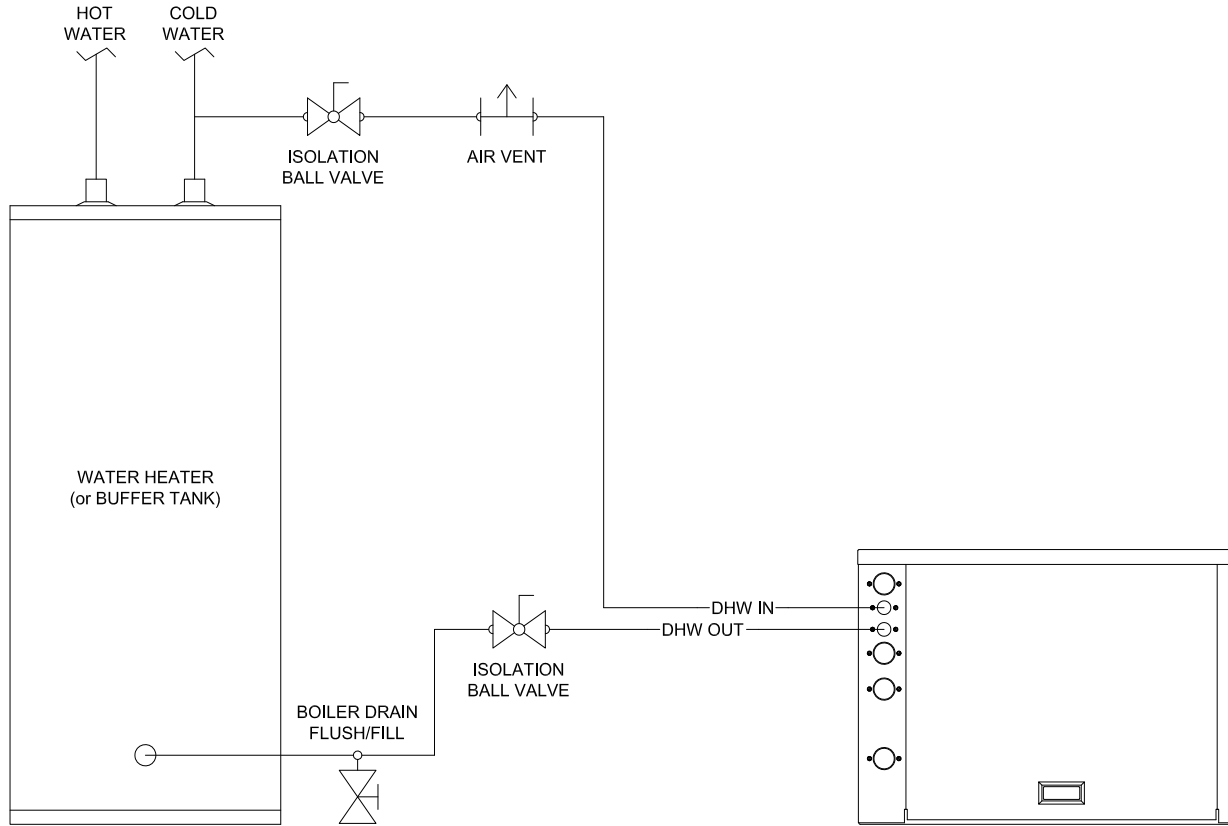 HOT
WATER
COLD
WATER
ISOLATION
BALL VALVE
AIR VENT
WATER HEATER
(or BUFFER TANK)
DHW IN
DHW OUT
ISOLATION
BALL VALVE
BOILER DRAIN
FLUSH/FILL